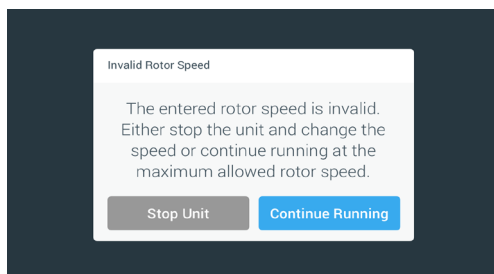 Invalid Rotor Speed
The entered rotor speed is invalid.
Either stop the unit and change the
speed or continue running at the
maximum allowed rotor speed.
Stop Unit
Continue Running